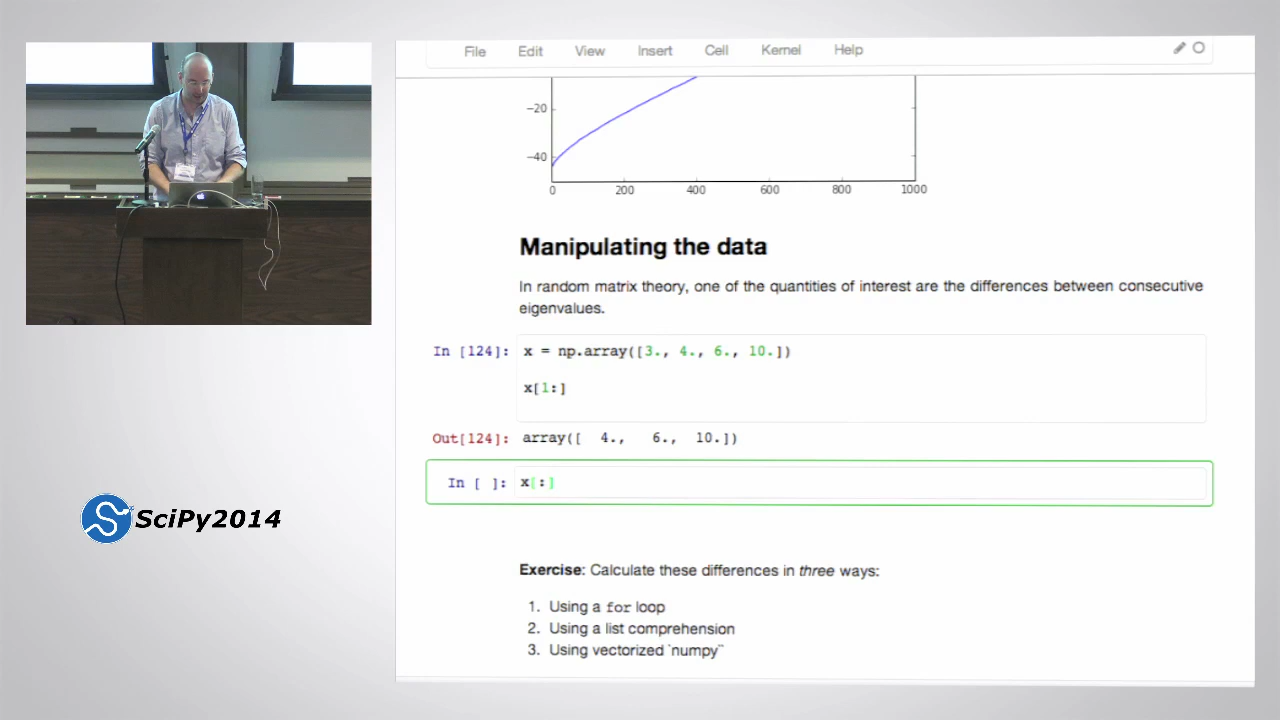 File Edit View Insert Cell Kernel Help
−20
−40
0 200 400 600 800 1000
Manipulating the data
In random matrix theory, one of the quantities of interest are the differences between consecutive
eigenvalues.
In [124]: x = np.array([3., 4., 6., 10.])
x[1:]
Out[124]: array([ 4., 6., 10.])
In [ ]: x[:]
SciPy2014
Exercise: Calculate these differences in three ways:
1. Using a for loop
2. Using a list comprehension
3. Using vectorized `numpy``